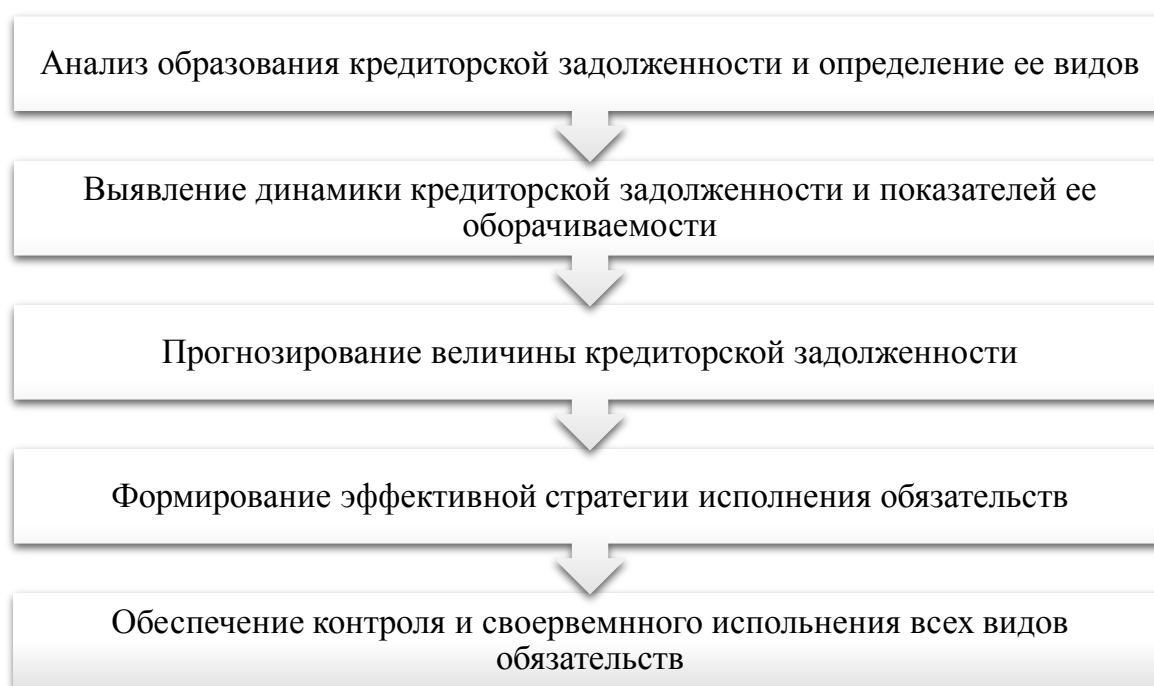 Анализ образования кредиторской задолженности и определение ее видов
Выявление динамики кредиторской задолженности и показателей ее
оборачиваемости
Прогнозирование величины кредиторской задолженности
Формирование эффективной стратегии исполнения обязательств
Обеспечение контроля и своервемнного испольнения всех видов
обязательств